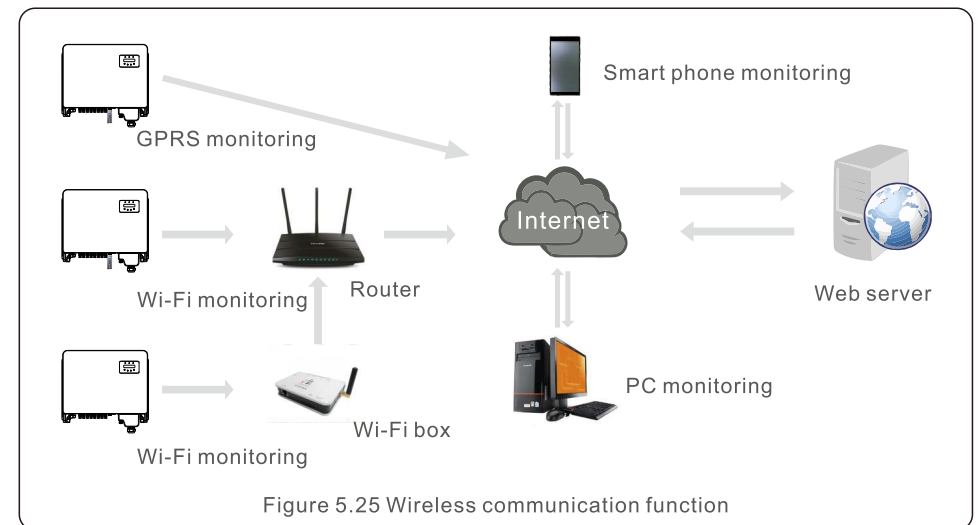 Smart phone monitoring
GPRS monitoring
Internet
Router
Wi-Fi monitoring
Web server
PC monitoring
Wi-Fi box
Wi-Fi monitoring
Figure 5.25 Wireless communication function